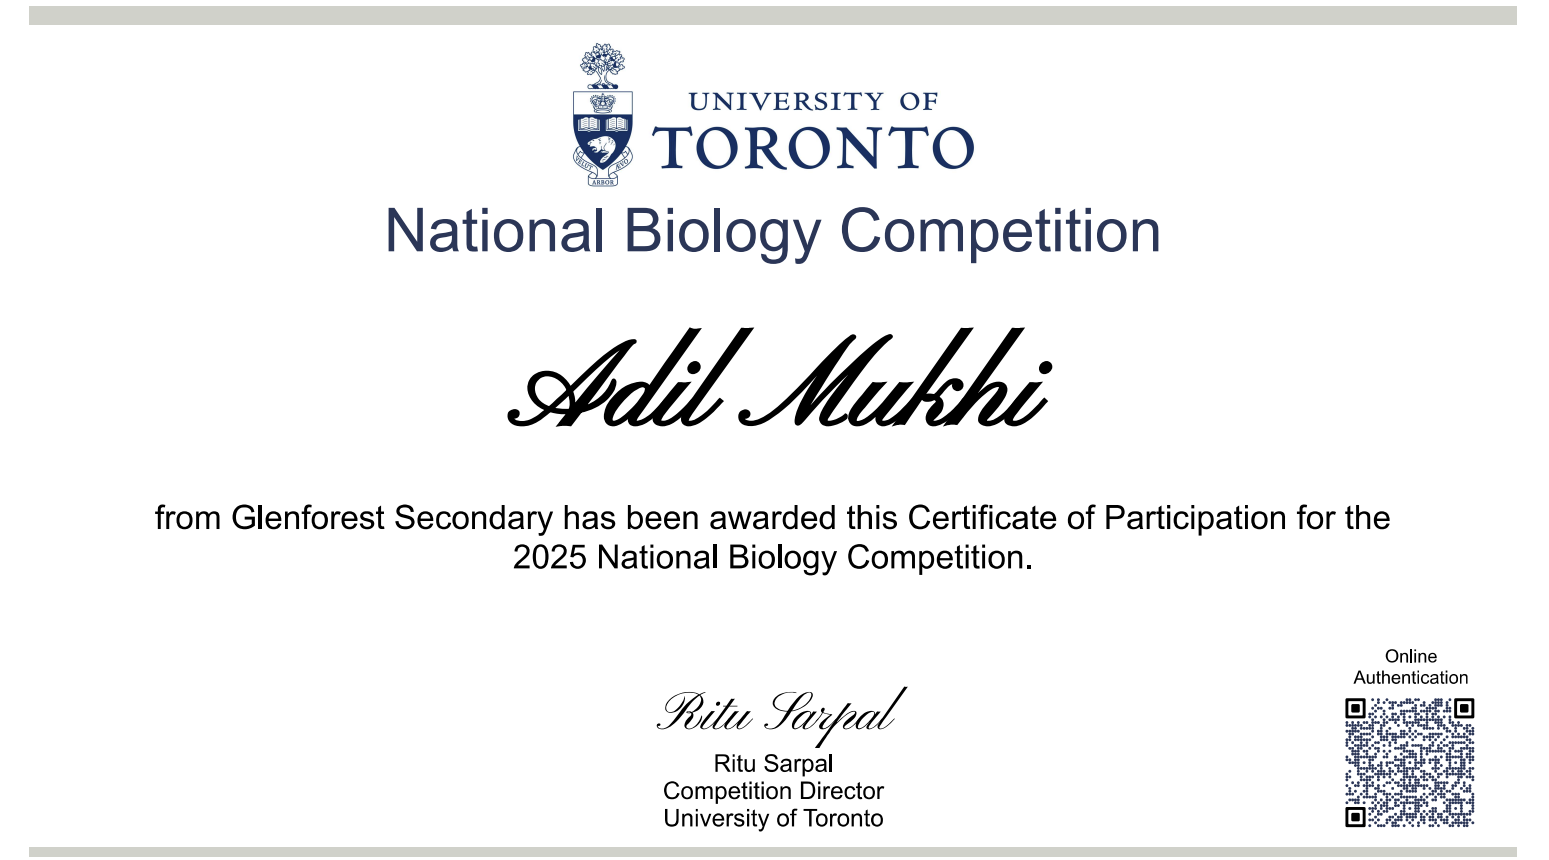 UNIVERSITY OF
TORONTO
VELUT ARBOR ÆVO
National Biology Competition
Adil Mukhi
from Glenforest Secondary has been awarded this Certificate of Participation for the
2025 National Biology Competition.
Online
Authentication
Ritu Sarpal
Ritu Sarpal
Competition Director
University of Toronto